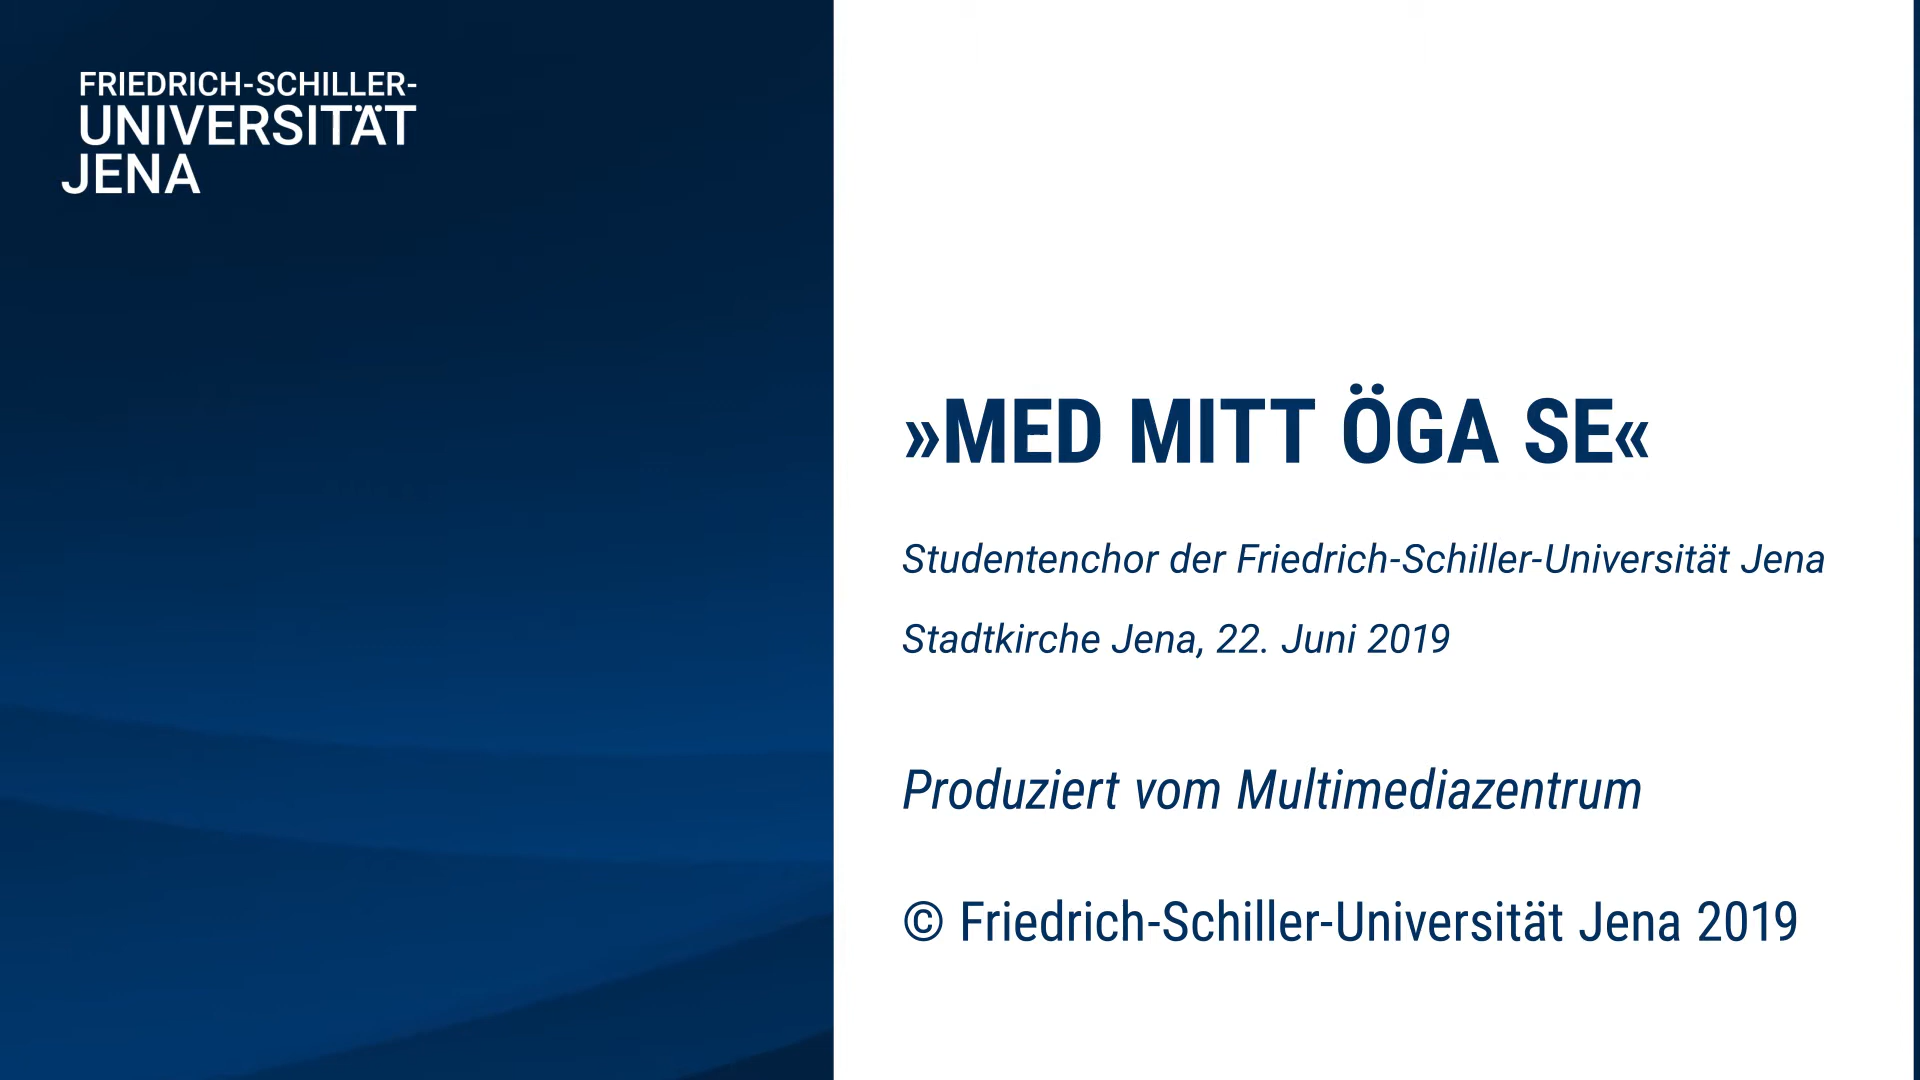 FRIEDRICH-SCHILLER-
UNIVERSITÄT
JENA
»MED MITT ÖGA SE«
Studentenchor der Friedrich-Schiller-Universität Jena
Stadtkirche Jena, 22. Juni 2019
Produziert vom Multimediazentrum
© Friedrich-Schiller-Universität Jena 2019